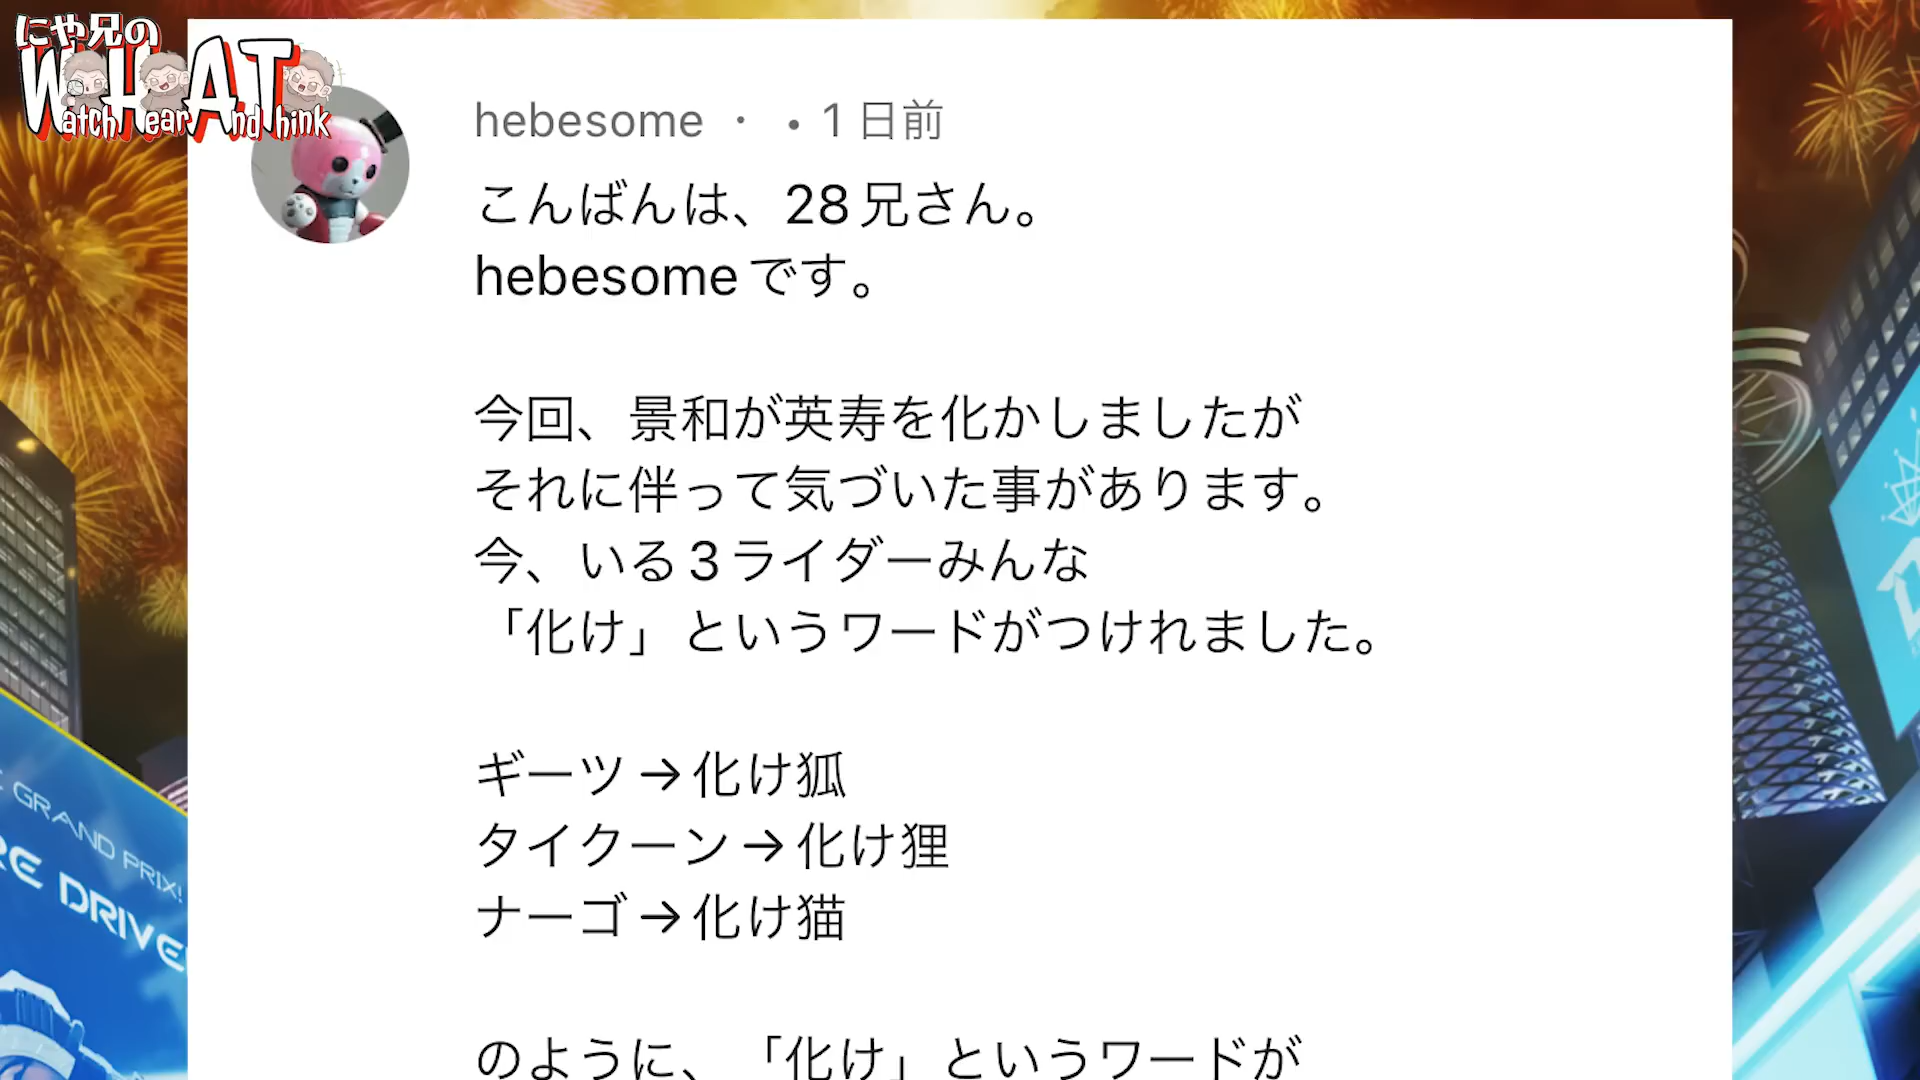 にや兄の
WHAT
Watch Hear And Think
hebesome ・ • 1日前
こんばんは、28兄さん。
hebesomeです。
今回、景和が英寿を化かしましたが
それに伴って気づいた事があります。
今、いる3ライダーみんな
「化け」というワードがつけれました。
ギーツ→化け狐
タイクーン→化け狸
ナーゴ→化け猫
のように、「化け」というワードが
GRAND PRIX!
DRIVE